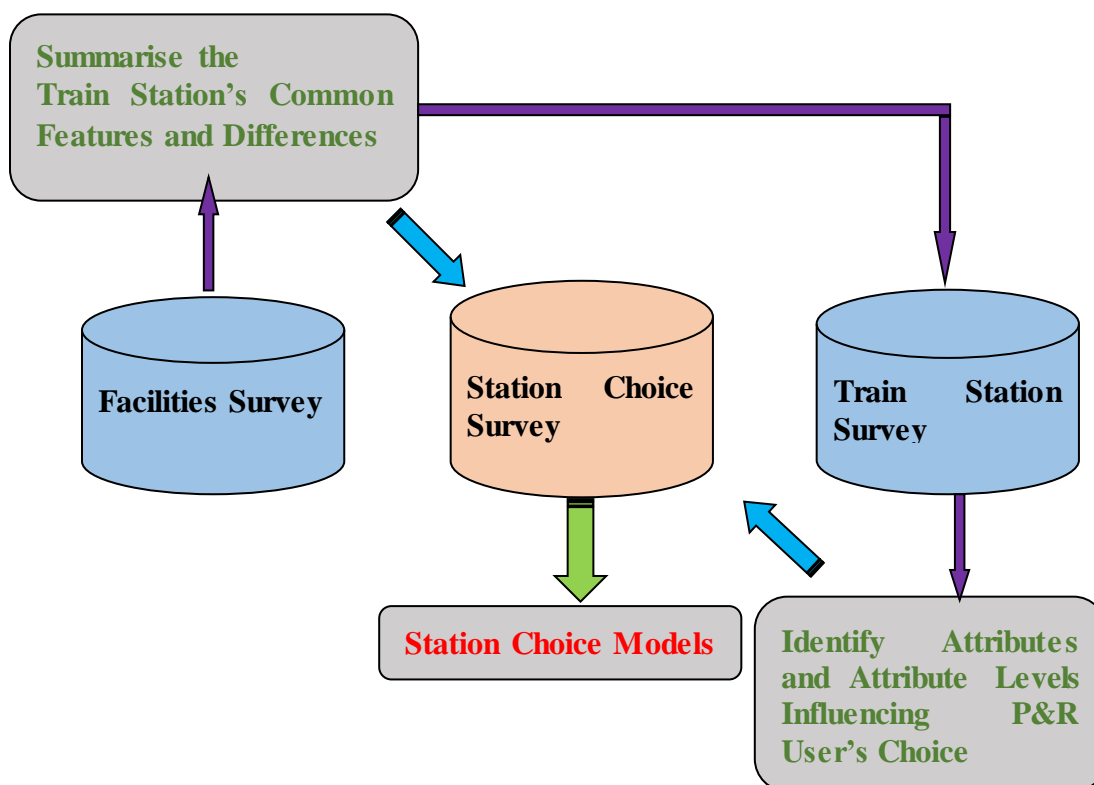 Summarise the
Train Station's Common
Features and Differences
Facilities Survey
Station Choice
Survey
Train Station
Survey
Station Choice Models
Identify Attributes
and Attribute Levels
Influencing P&R
User's Choice